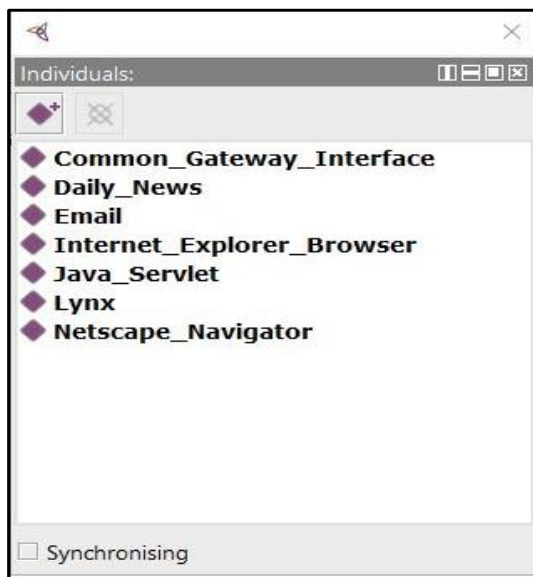 Individuals:
Common_Gateway_Interface
Daily_News
Email
Internet_Explorer_Browser
Java_Servlet
Lynx
Netscape_Navigator
Synchronising